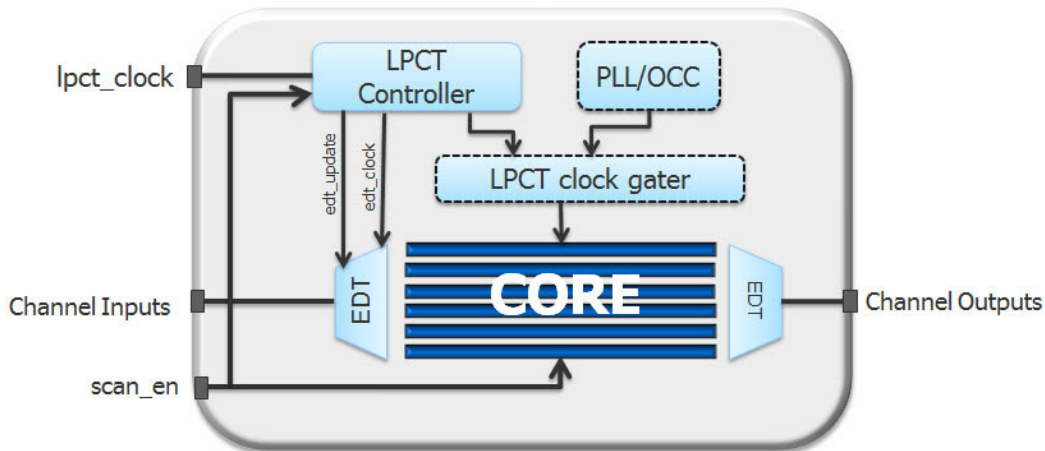 lpct_clock
LPCT
Controller
PLL/OCC
edt_update
edt_clock
LPCT clock gater
Channel Inputs
EDT
CORE
EDT
Channel Outputs
scan_en